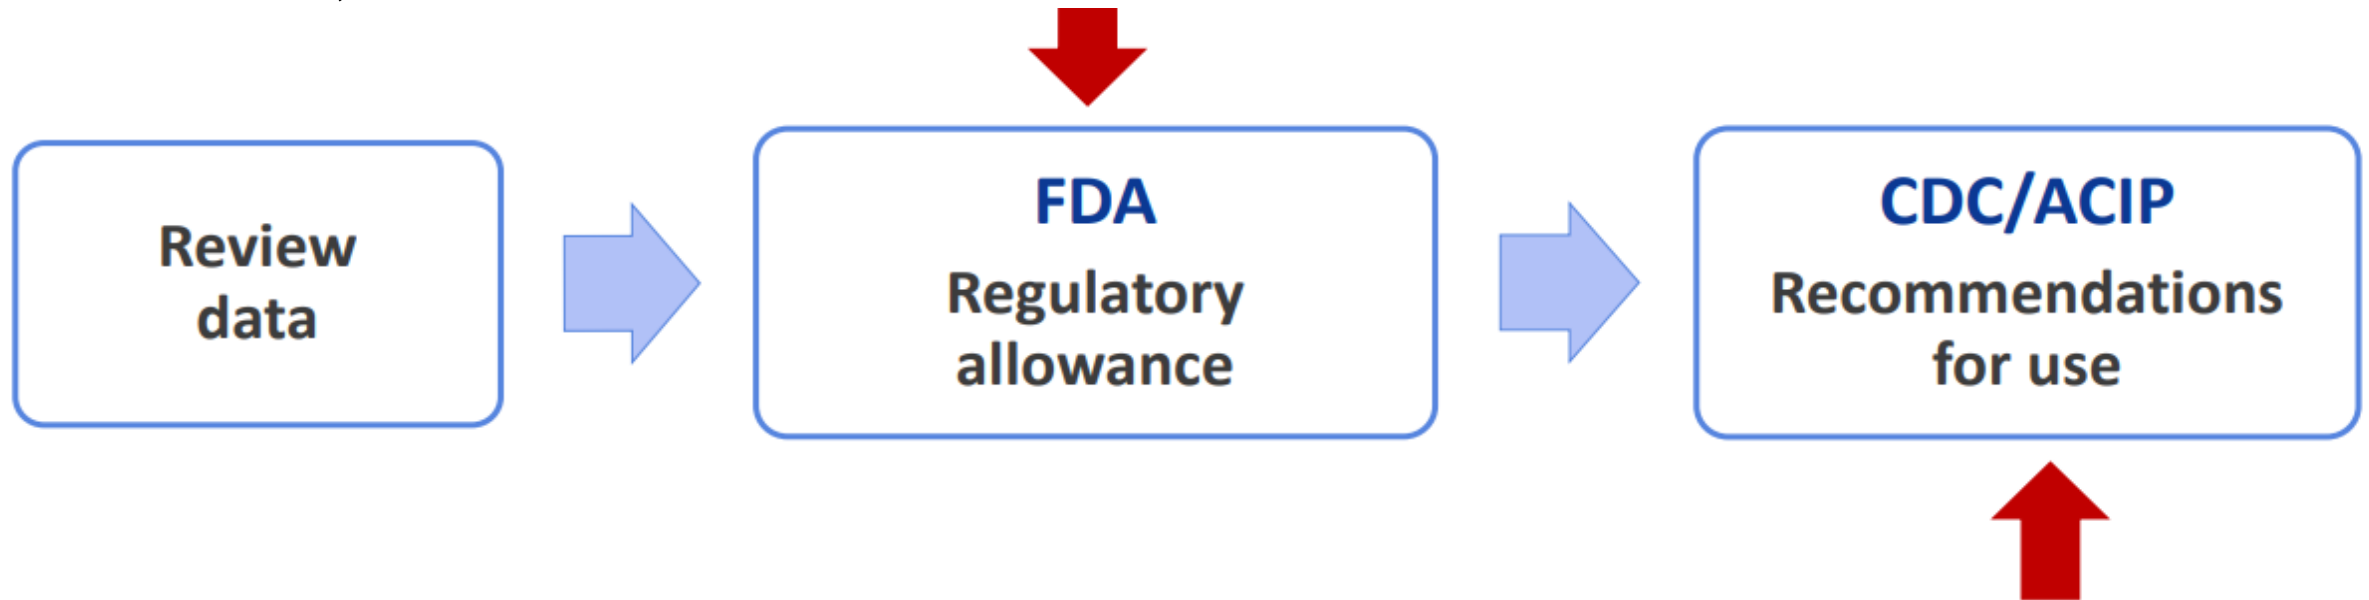 Review
data
FDA
Regulatory
allowance
CDC/ACIP
Recommendations
for use